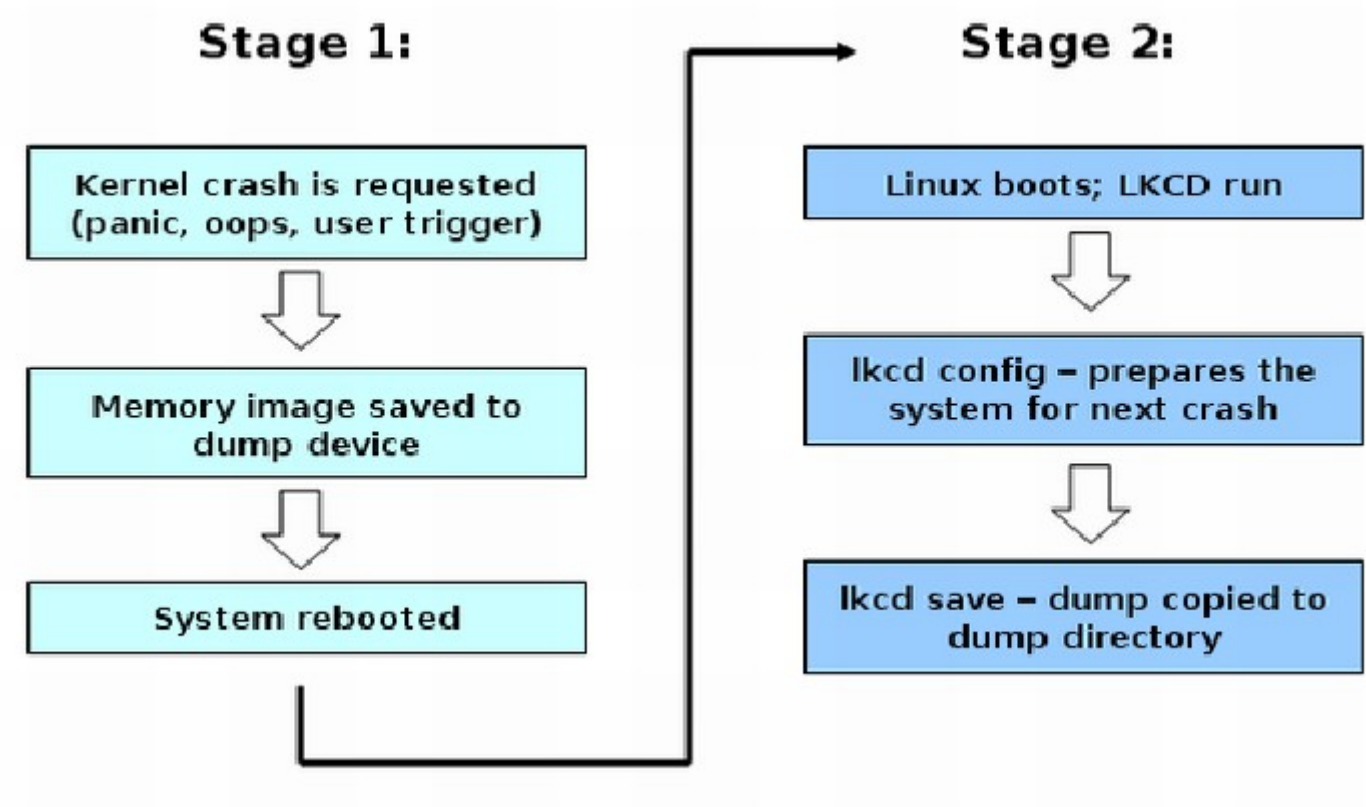 Stage 1:
Kernel crash is requested
(panic, oops, user trigger)
Memory image saved to
dump device
System rebooted
Stage 2:
Linux boots; LKCD run
lkcd config – prepares the
system for next crash
lkcd save – dump copied to
dump directory